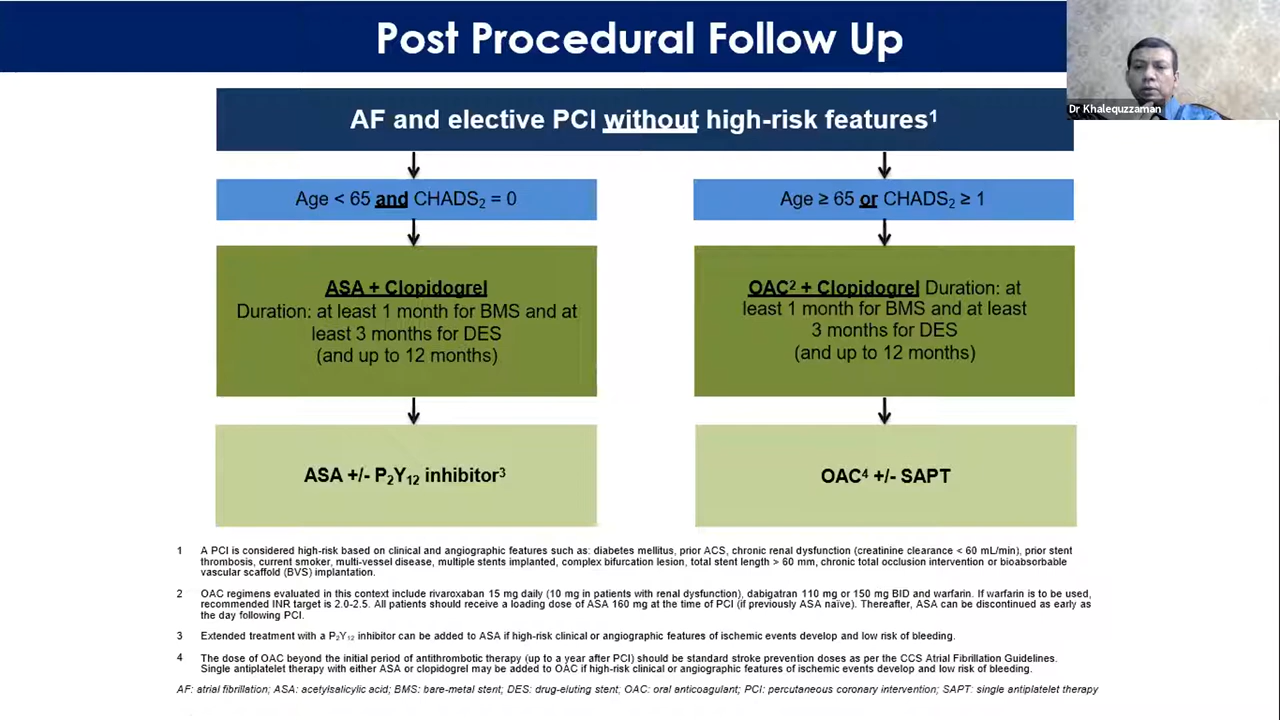 Post Procedural Follow Up
Dr Khalequzzaman
AF and elective PCI without high-risk features¹
Age < 65 and CHADS₂ = 0
Age ≥ 65 or CHADS₂ ≥ 1
ASA + Clopidogrel
Duration: at least 1 month for BMS and at
least 3 months for DES
(and up to 12 months)
OAC² + Clopidogrel Duration: at
least 1 month for BMS and at least
3 months for DES
(and up to 12 months)
ASA +/- P₂Y₁₂ inhibitor³
OAC⁴ +/- SAPT
1 A PCI is considered high-risk based on clinical and angiographic features such as: diabetes mellitus, prior ACS, chronic renal dysfunction (creatinine clearance < 60 mL/min), prior stent
thrombosis, current smoker, multi-vessel disease, multiple stents implanted, complex bifurcation lesion, total stent length > 60 mm, chronic total occlusion intervention or bioabsorbable
vascular scaffold (BVS) implantation.
2 OAC regimens evaluated in this context include rivaroxaban 15 mg daily (10 mg in patients with renal dysfunction), dabigatran 110 mg or 150 mg BID and warfarin. If warfarin is to be used,
recommended INR target is 2.0-2.5. All patients should receive a loading dose of ASA 160 mg at the time of PCI (if previously ASA naïve). Thereafter, ASA can be discontinued as early as
the day following PCI.
3 Extended treatment with a P₂Y₁₂ inhibitor can be added to ASA if high-risk clinical or angiographic features of ischemic events develop and low risk of bleeding.
4 The dose of OAC beyond the initial period of antithrombotic therapy (up to a year after PCI) should be standard stroke prevention doses as per the CCS Atrial Fibrillation Guidelines.
Single antiplatelet therapy with either ASA or clopidogrel may be added to OAC if high-risk clinical or angiographic features of ischemic events develop and low risk of bleeding.
AF: atrial fibrillation; ASA: acetylsalicylic acid; BMS: bare-metal stent; DES: drug-eluting stent; OAC: oral anticoagulant; PCI: percutaneous coronary intervention; SAPT: single antiplatelet therapy